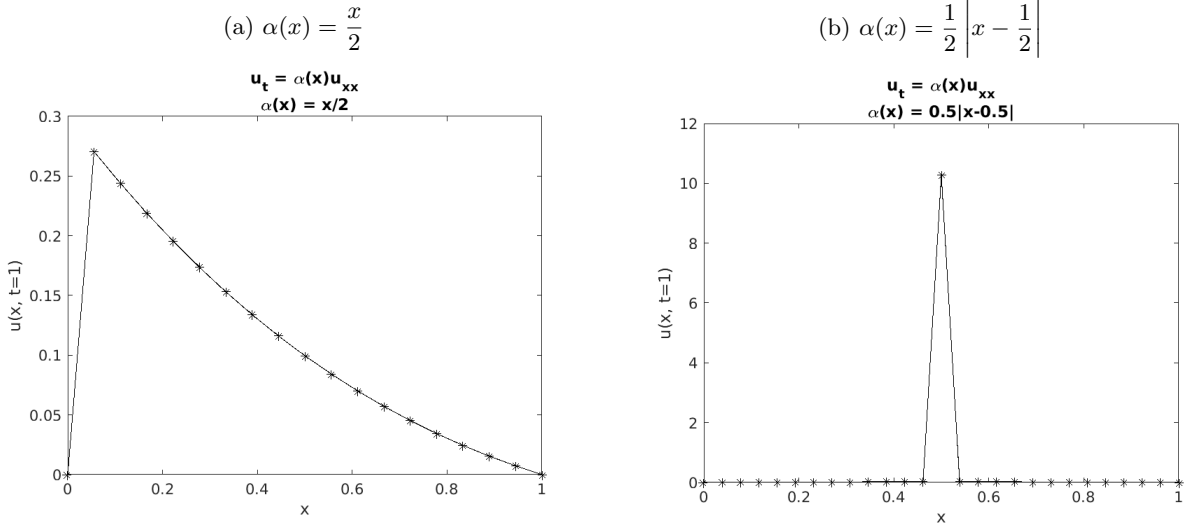 (a) α(x) = x/2
u_t = α(x)u_xx
α(x) = x/2
0.3
0.25
0.2
0.15
0.1
0.05
0
u(x, t=1)
0 0.2 0.4 0.6 0.8 1
x
(b) α(x) = 1/2 |x − 1/2|
u_t = α(x)u_xx
α(x) = 0.5|x-0.5|
12
10
8
6
4
2
0
u(x, t=1)
0 0.2 0.4 0.6 0.8 1
x